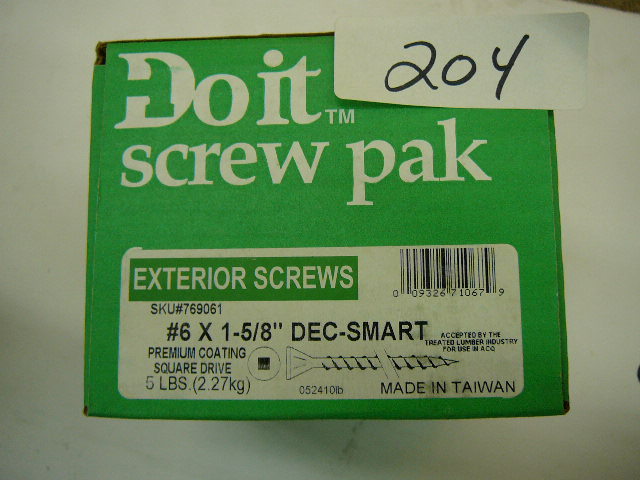 204
Do it™
screw pak
EXTERIOR SCREWS
0 09326 71067 9
SKU#769061
#6 X 1-5/8" DEC-SMART
ACCEPTED BY THE
TREATED LUMBER INDUSTRY
FOR USE IN ACQ
PREMIUM COATING
SQUARE DRIVE
5 LBS.(2.27kg)
052410lb
MADE IN TAIWAN